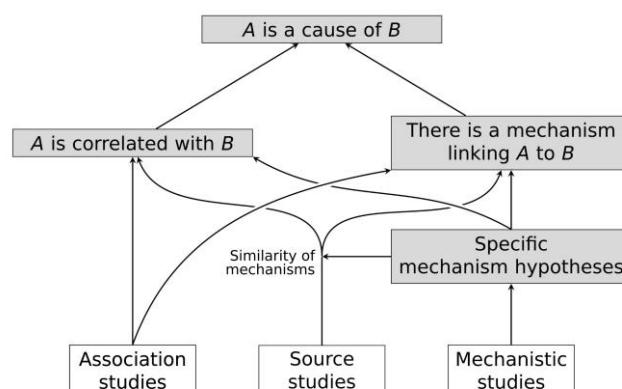 A is a cause of B
A is correlated with B
There is a mechanism
linking A to B
Similarity of
mechanisms
Specific
mechanism hypotheses
Association
studies
Source
studies
Mechanistic
studies